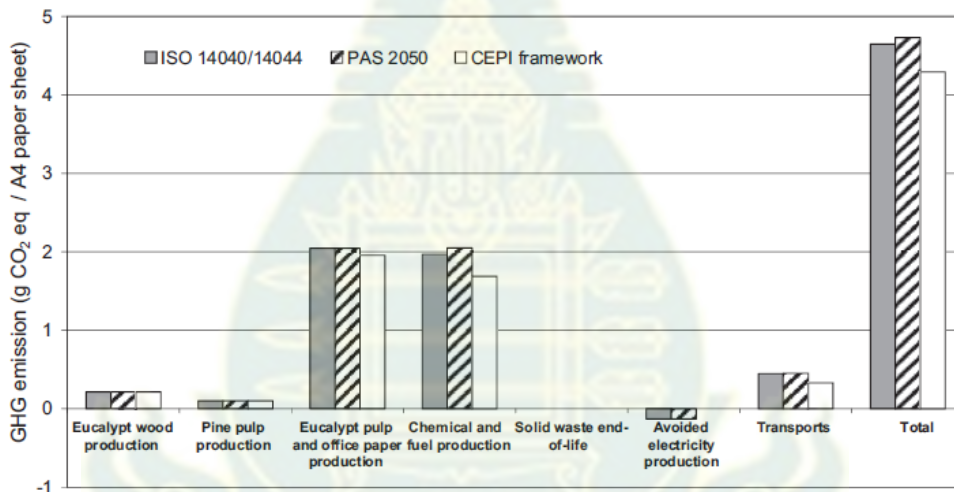 5
ISO 14040/14044 PAS 2050 CEPI framework
4
3
2
1
0
-1
GHG emission (g CO₂ eq / A4 paper sheet)
Eucalypt wood production
Pine pulp production
Eucalypt pulp and office paper production
Chemical and fuel production
Solid waste end-of-life
Avoided electricity production
Transports
Total